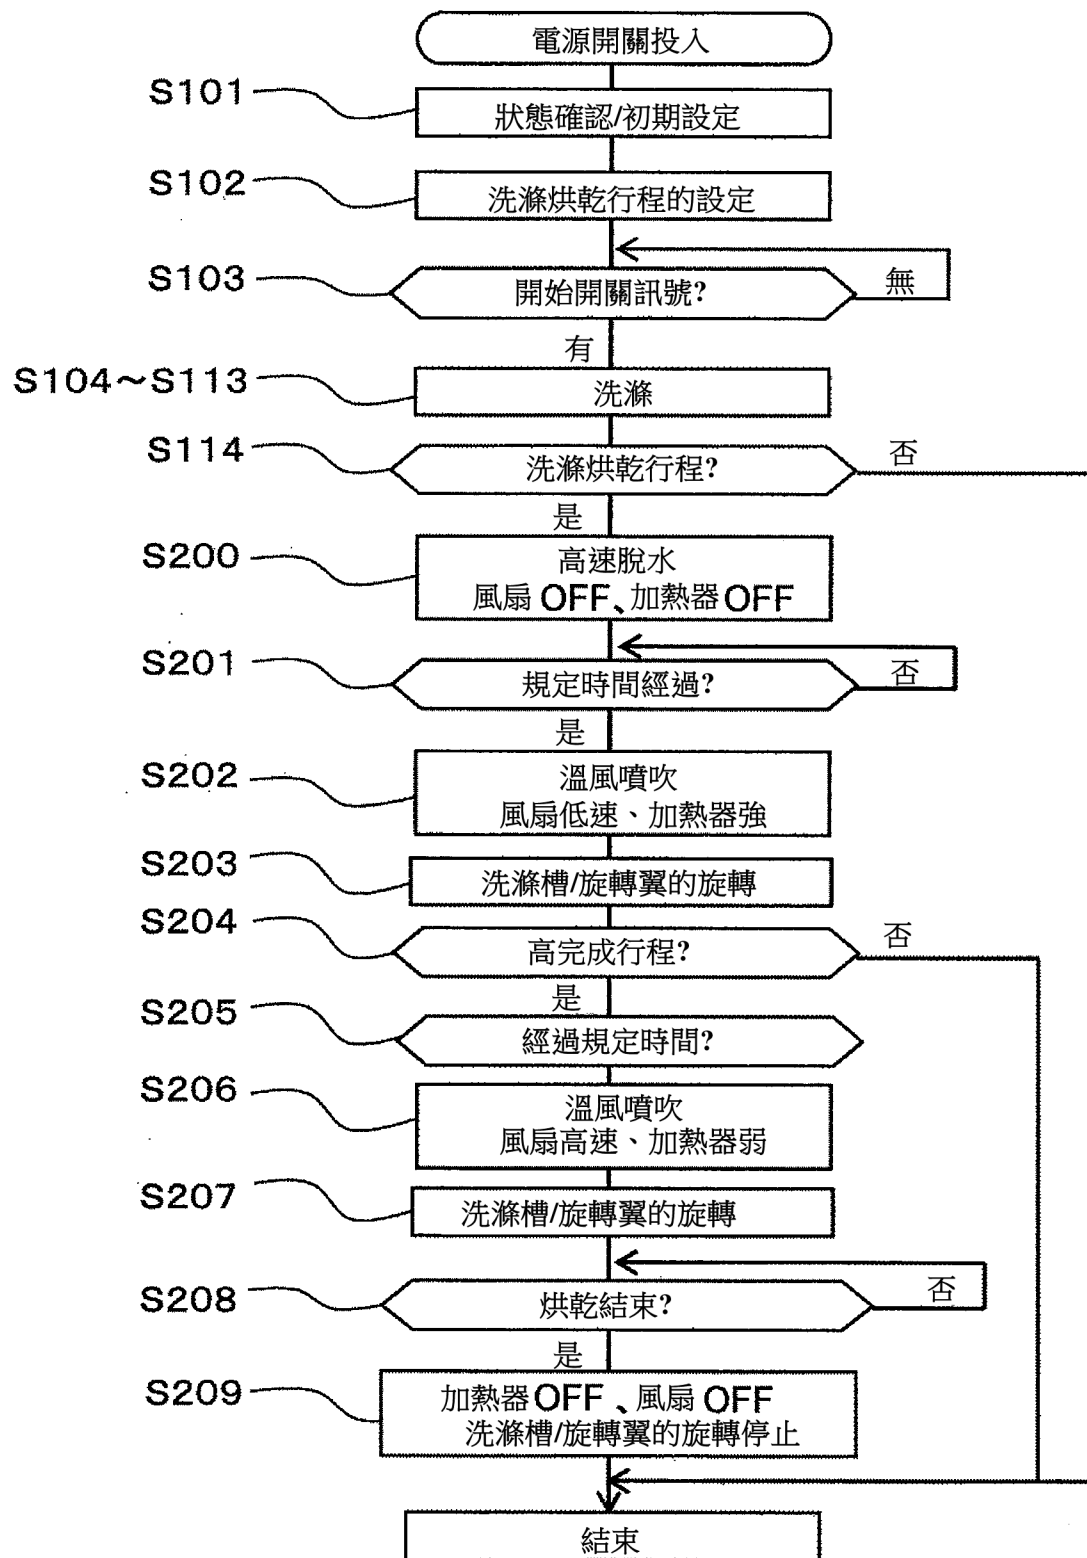 電源開關投入
S101
狀態確認/初期設定
S102
洗滌烘乾行程的設定
S103
開始開關訊號?
無
有
S104～S113
洗滌
S114
洗滌烘乾行程?
否
是
S200
高速脫水
風扇 OFF、加熱器 OFF
S201
規定時間經過?
否
是
S202
溫風噴吹
風扇低速、加熱器強
S203
洗滌槽/旋轉翼的旋轉
S204
高完成行程?
否
是
S205
經過規定時間?
S206
溫風噴吹
風扇高速、加熱器弱
S207
洗滌槽/旋轉翼的旋轉
S208
烘乾結束?
否
是
S209
加熱器 OFF、風扇 OFF
洗滌槽/旋轉翼的旋轉停止
結束